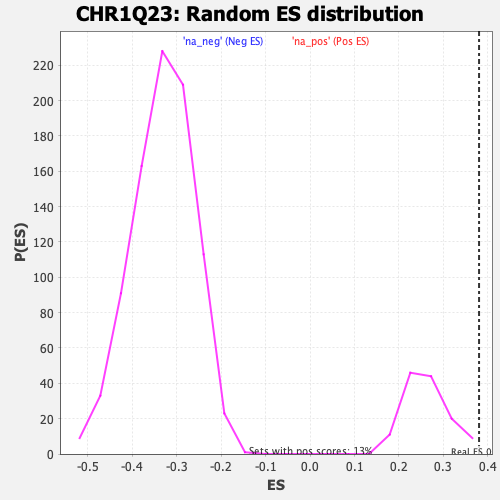 CHR1Q23: Random ES distribution
'na_neg' (Neg ES) 'na_pos' (Pos ES)
220
200
180
160
140
120
100
80
60
40
20
0
P(ES)
Sets with pos scores: 13%
Real ES 0
-0.5 -0.4 -0.3 -0.2 -0.1 0.0 0.1 0.2 0.3 0.4
ES